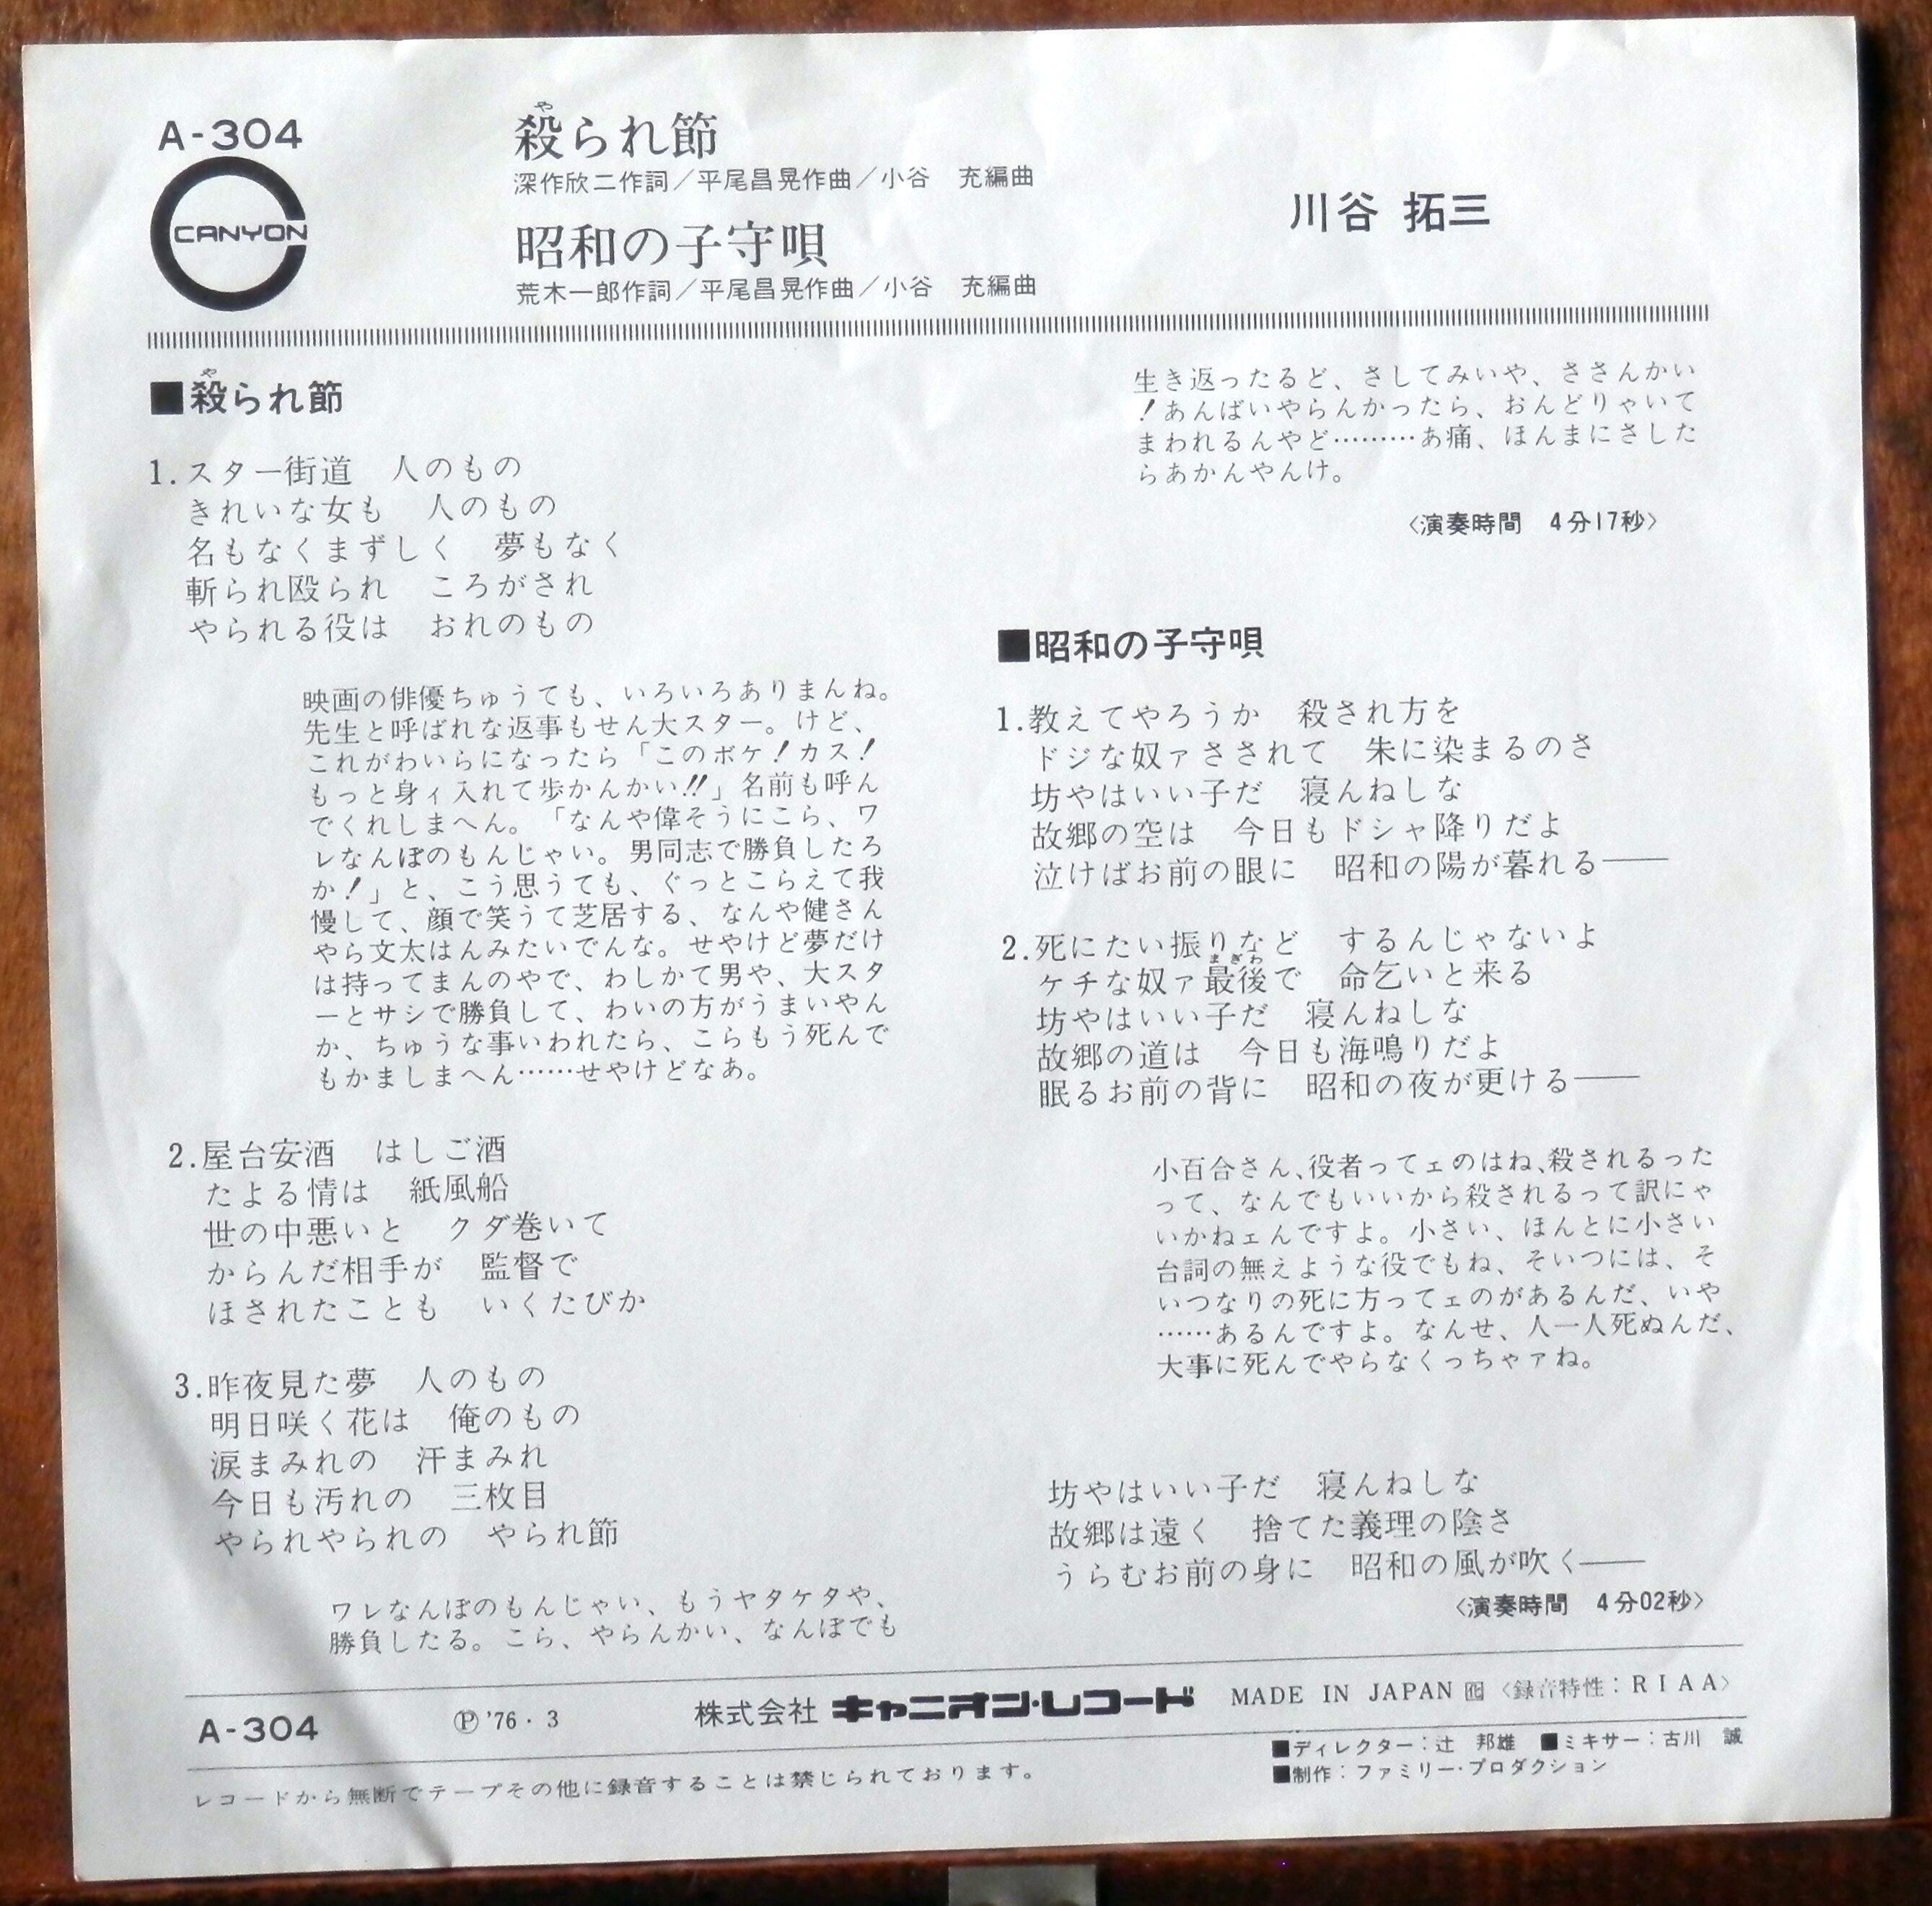 A-304
CANYON
殺られ節
や
深作欣二作詞／平尾昌晃作曲／小谷　充編曲
昭和の子守唄
荒木一郎作詞／平尾昌晃作曲／小谷　充編曲
川谷 拓三
■殺られ節
や
1.スター街道　人のもの
きれいな女も　人のもの
名もなくまずしく　夢もなく
斬られ殴られ　ころがされ
やられる役は　おれのもの
映画の俳優ちゅうても、いろいろありまんね。
先生と呼ばれな返事もせん大スター。けど、
これがわいらになったら「このボケ！カス！
もっと身ィ入れて歩かんかい!!」名前も呼ん
でくれしまへん。「なんや偉そうにこら、ワ
レなんぼのもんじゃい。男同志で勝負したろ
か！」と、こう思うても、ぐっとこらえて我
慢して、顔で笑うて芝居する、なんや健さん
やら文太はんみたいでんな。せやけど夢だけ
は持ってまんのやで、わしかて男や、大スタ
ーとサシで勝負して、わいの方がうまいやん
か、ちゅうな事いわれたら、こらもう死んで
もかましまへん……せやけどなあ。
2.屋台安酒　はしご酒
たよる情は　紙風船
世の中悪いと　クダ巻いて
からんだ相手が　監督で
ほされたことも　いくたびか
3.昨夜見た夢　人のもの
明日咲く花は　俺のもの
涙まみれの　汗まみれ
今日も汚れの　三枚目
やられやられの　やられ節
ワレなんぼのもんじゃい、もうヤタケタや、
勝負したる。こら、やらんかい、なんぼでも
生き返ったるど、さしてみいや、ささんかい
！あんばいやらんかったら、おんどりゃいて
まわれるんやど………あ痛、ほんまにさした
らあかんやんけ。
〈演奏時間　4分17秒〉
■昭和の子守唄
1.教えてやろうか　殺され方を
ドジな奴ァさされて　朱に染まるのさ
坊やはいい子だ　寝んねしな
故郷の空は　今日もドシャ降りだよ
泣けばお前の眼に　昭和の陽が暮れる――
2.死にたい振りなど　するんじゃないよ
まぎわ
ケチな奴ァ最後で　命乞いと来る
坊やはいい子だ　寝んねしな
故郷の道は　今日も海鳴りだよ
眠るお前の背に　昭和の夜が更ける――
小百合さん、役者ってェのはね、殺されるった
って、なんでもいいから殺されるって訳にゃ
いかねェんですよ。小さい、ほんとに小さい
台詞の無えような役でもね、そいつには、そ
いつなりの死に方ってェのがあるんだ、いや
……あるんですよ。なんせ、人一人死ぬんだ、
大事に死んでやらなくっちゃァね。
坊やはいい子だ　寝んねしな
故郷は遠く　捨てた義理の陰さ
うらむお前の身に　昭和の風が吹く――
〈演奏時間　4分02秒〉
A-304
Ⓟ'76・3
株式会社 キャニオン・レコード
MADE IN JAPAN 〈録音特性：RIAA〉
レコードから無断でテープその他に録音することは禁じられております。
■ディレクター：辻　邦雄　■ミキサー：古川　誠
■制作：ファミリー・プロダクション